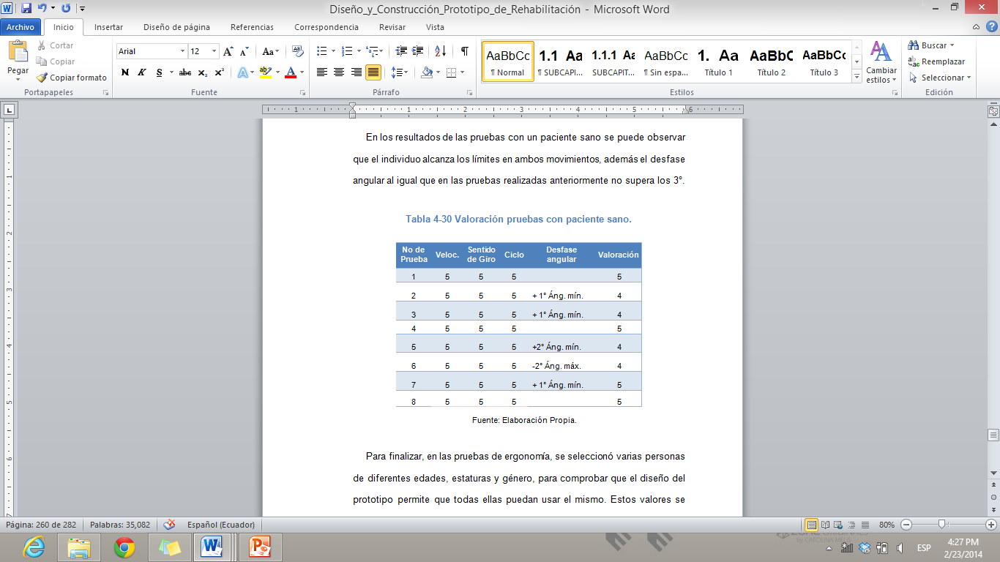 Diseño_y_Construcción_Prototipo_de_Rehabilitación - Microsoft Word
Archivo Inicio Insertar Diseño de página Referencias Correspondencia Revisar Vista
Pegar
Cortar
Copiar
Copiar formato
Portapapeles
Arial 12
N K S abc x₂ x²
Fuente
Párrafo
AaBbCc 1.1 Aa 1.1.1 Aa AaBbCc 1. Aa AaBbC AaBbCc
¶ Normal ¶ SUBCAPI... SUBCAPIT... ¶ Sin espa... Título 1 Título 2 Título 3
Estilos
Cambiar estilos
Buscar
Reemplazar
Seleccionar
Edición
En los resultados de las pruebas con un paciente sano se puede observar
que el individuo alcanza los límites en ambos movimientos, además el desfase
angular al igual que en las pruebas realizadas anteriormente no supera los 3°.
Tabla 4-30 Valoración pruebas con paciente sano.
No de Prueba Veloc. Sentido de Giro Ciclo Desfase angular Valoración
1 5 5 5 5
2 5 5 5 + 1° Áng. mín. 4
3 5 5 5 + 1° Áng. mín. 4
4 5 5 5 5
5 5 5 5 +2° Áng. mín. 4
6 5 5 5 -2° Áng. máx. 4
7 5 5 5 + 1° Áng. mín. 5
8 5 5 5 5
Fuente: Elaboración Propia.
Para finalizar, en las pruebas de ergonomía, se seleccionó varias personas
de diferentes edades, estaturas y género, para comprobar que el diseño del
prototipo permite que todas ellas puedan usar el mismo. Estos valores se
Página: 260 de 282 Palabras: 35,082 Español (Ecuador) 80%
ESP
4:27 PM
2/23/2014